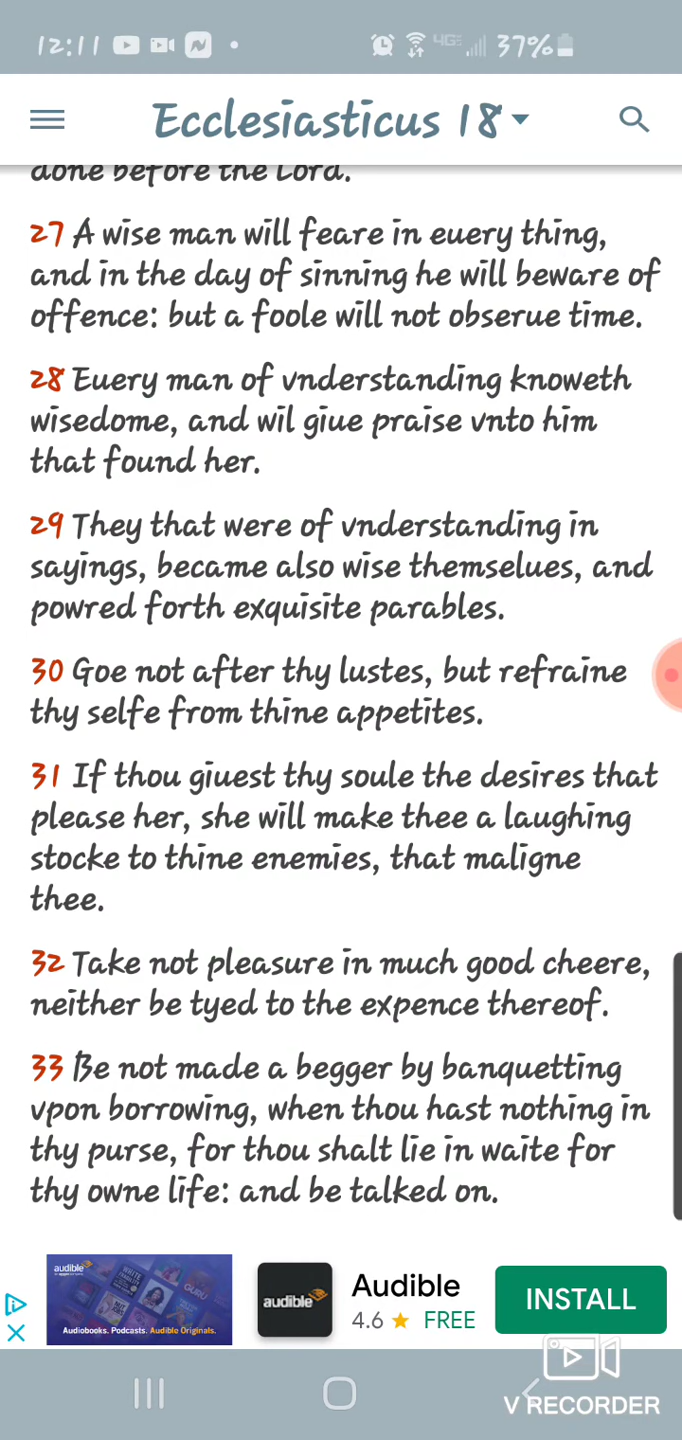 12:11
4G
37%
Ecclesiasticus 18
done before the Lord.
27 A wise man will feare in euery thing,
and in the day of sinning he will beware of
offence: but a foole will not obserue time.
28 Euery man of vnderstanding knoweth
wisedome, and wil giue praise vnto him
that found her.
29 They that were of vnderstanding in
sayings, became also wise themselues, and
powred forth exquisite parables.
30 Goe not after thy lustes, but refraine
thy selfe from thine appetites.
31 If thou giuest thy soule the desires that
please her, she will make thee a laughing
stocke to thine enemies, that maligne
thee.
32 Take not pleasure in much good cheere,
neither be tyed to the expence thereof.
33 Be not made a begger by banquetting
vpon borrowing, when thou hast nothing in
thy purse, for thou shalt lie in waite for
thy owne life: and be talked on.
audible
Audiobooks. Podcasts. Audible Originals.
audible
Audible
4.6 ★ FREE
INSTALL
V RECORDER